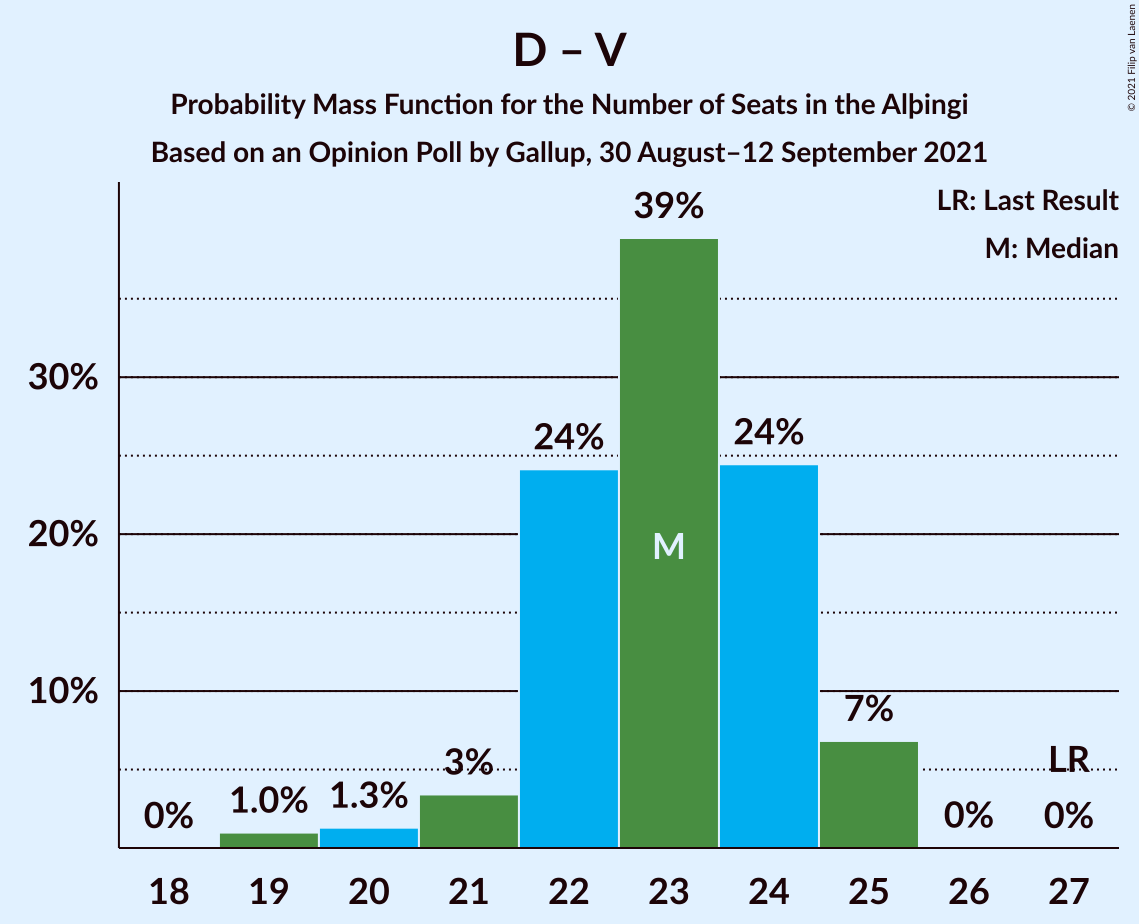 D – V
Probability Mass Function for the Number of Seats in the Alþingi
Based on an Opinion Poll by Gallup, 30 August–12 September 2021
© 2021 Filip van Laenen
LR: Last Result
M: Median
39%
30%
24%
24%
20%
M
10%
7%
3%
LR
0%
1.0%
1.3%
0%
0%
18 19 20 21 22 23 24 25 26 27